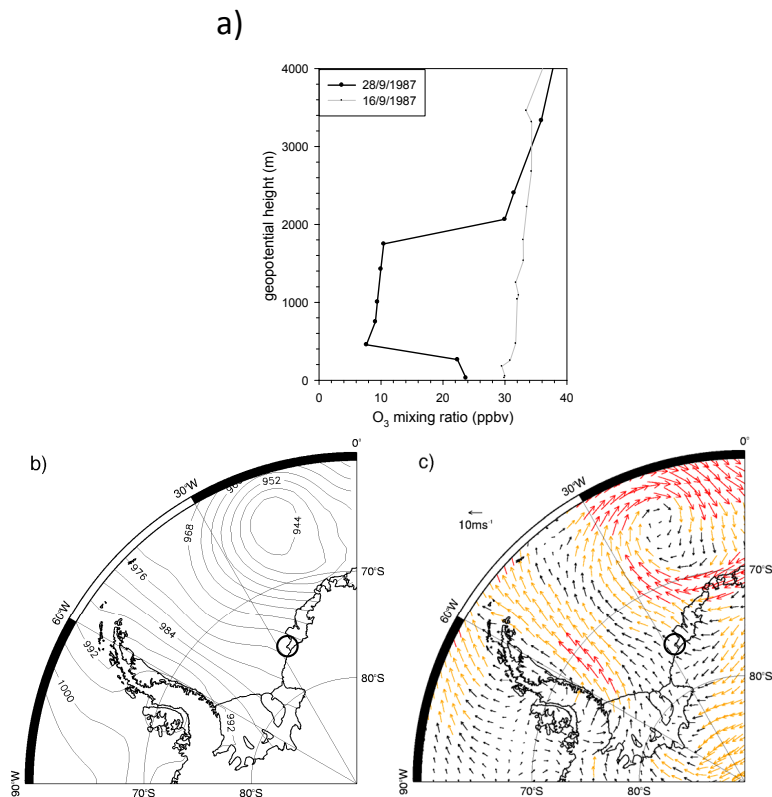 a)
4000
28/9/1987
16/9/1987
3000
2000
1000
0
geopotential height (m)
0 10 20 30 40
O3 mixing ratio (ppbv)
b)
0°
30°W
952
944
968
976
60°W
984
992
1000
992
70°S
80°S
90°W
70°S
80°S
c)
0°
30°W
10ms-1
60°W
70°S
80°S
90°W
70°S
80°S